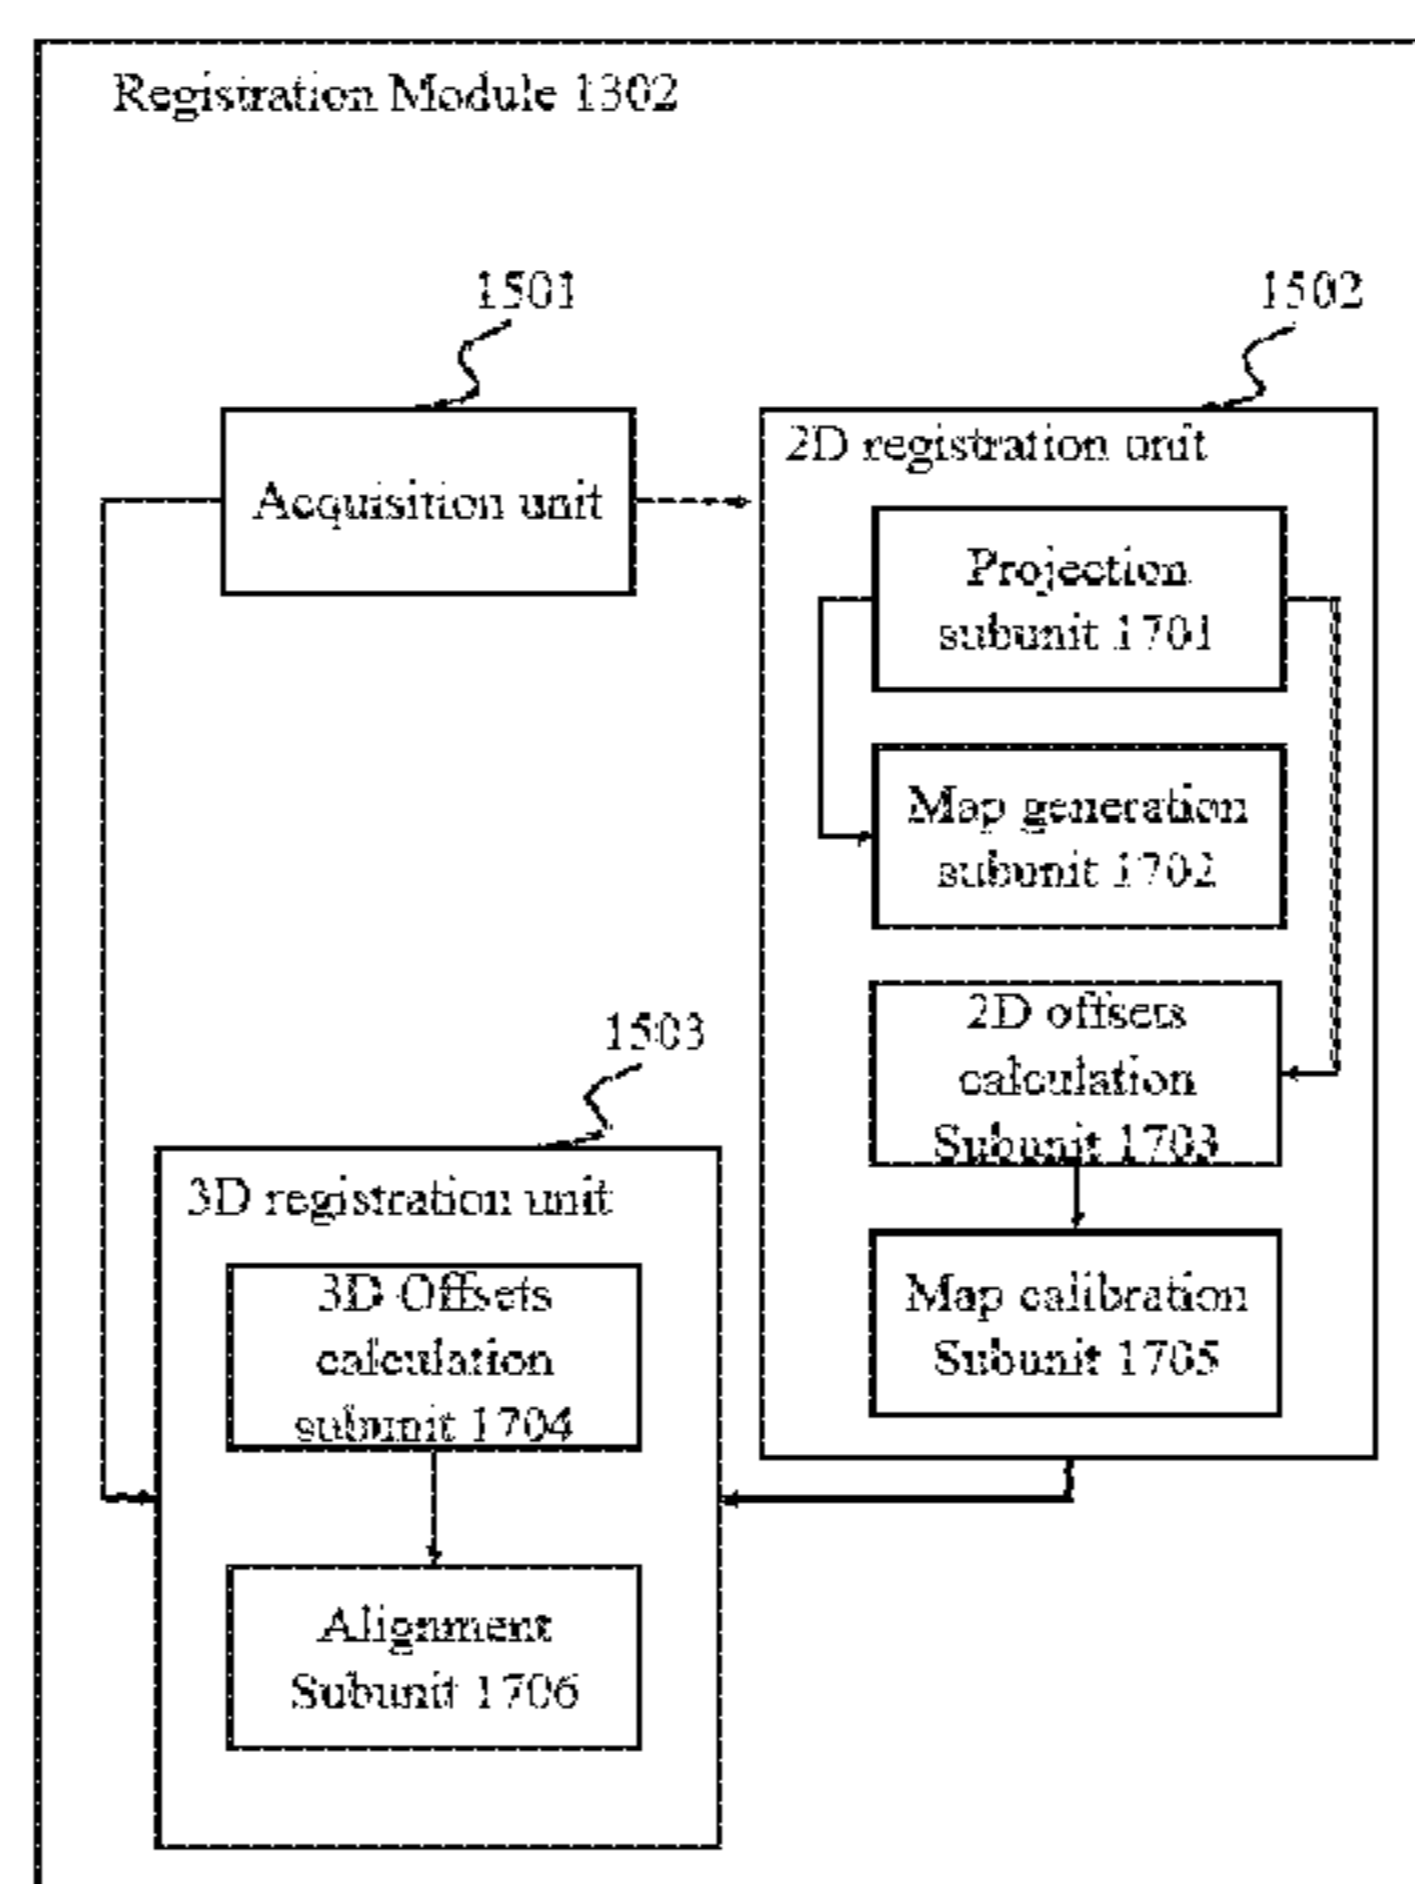 Registration Module 1302
1501
1502
Acquisition unit
2D registration unit
Projection
subunit 1701
Map generation
subunit 1702
2D offsets
calculation
Subunit 1703
Map calibration
Subunit 1705
1503
3D registration unit
3D Offsets
calculation
subunit 1704
Alignment
Subunit 1706